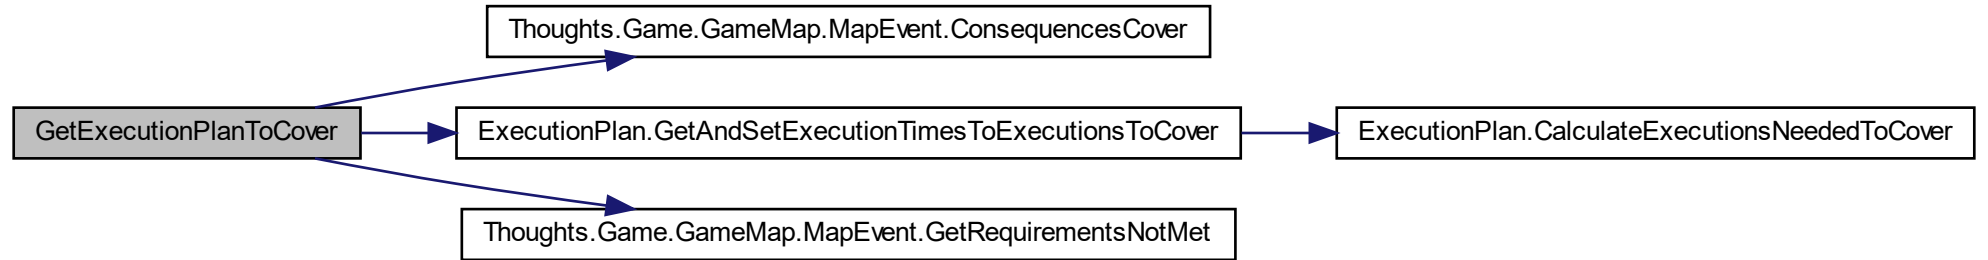 Thoughts.Game.GameMap.MapEvent.ConsequencesCover
GetExecutionPlanToCover
ExecutionPlan.GetAndSetExecutionTimesToExecutionsToCover
ExecutionPlan.CalculateExecutionsNeededToCover
Thoughts.Game.GameMap.MapEvent.GetRequirementsNotMet